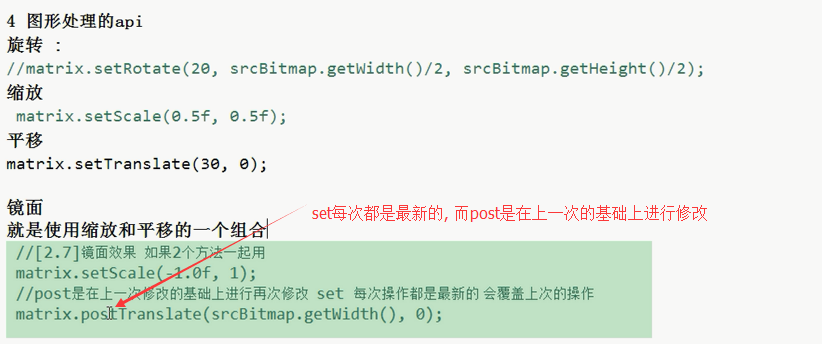 4 图形处理的api
旋转 :
//matrix.setRotate(20, srcBitmap.getWidth()/2, srcBitmap.getHeight()/2);
缩放
matrix.setScale(0.5f, 0.5f);
平移
matrix.setTranslate(30, 0);
镜面
就是使用缩放和平移的一个组合
set每次都是最新的, 而post是在上一次的基础上进行修改
//[2.7]镜面效果 如果2个方法一起用
matrix.setScale(-1.0f, 1);
//post是在上一次修改的基础上进行再次修改 set 每次操作都是最新的 会覆盖上次的操作
matrix.postTranslate(srcBitmap.getWidth(), 0);